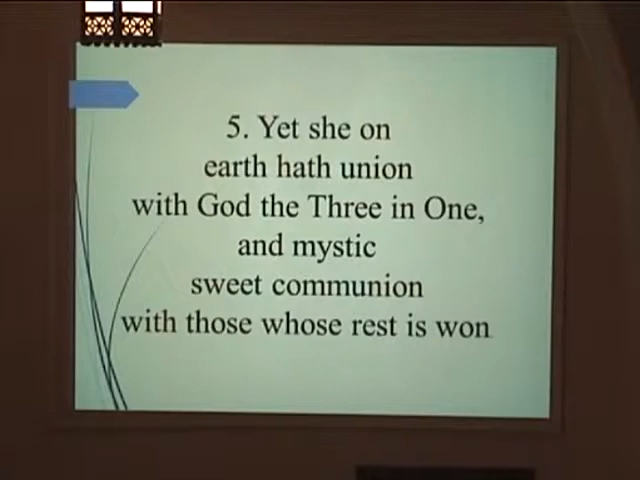 5. Yet she on
earth hath union
with God the Three in One,
and mystic
sweet communion
with those whose rest is won